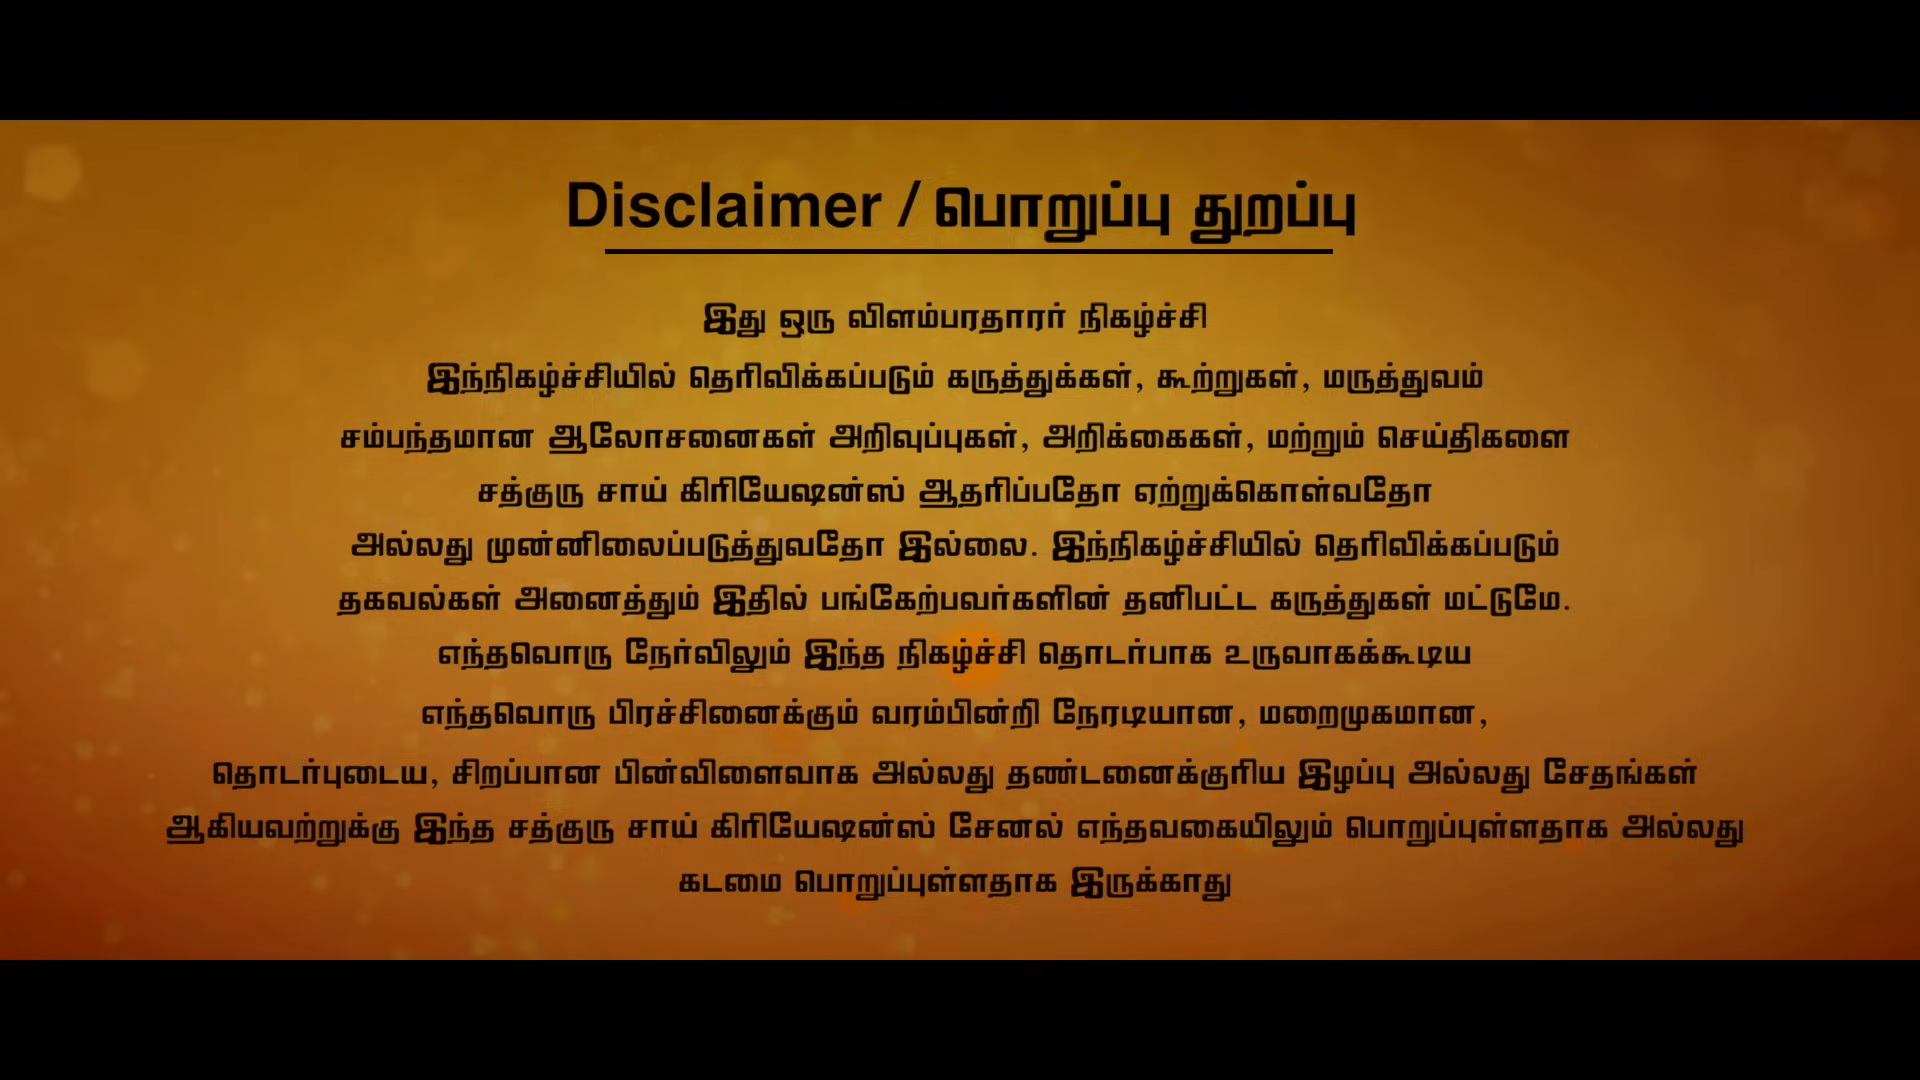 Disclaimer / பொறுப்பு துறப்பு
இது ஒரு விளம்பரதாரர் நிகழ்ச்சி
இந்நிகழ்ச்சியில் தெரிவிக்கப்படும் கருத்துக்கள், கூற்றுகள், மருத்துவம்
சம்பந்தமான ஆலோசனைகள் அறிவுப்புகள், அறிக்கைகள், மற்றும் செய்திகளை
சத்குரு சாய் கிரியேஷன்ஸ் ஆதரிப்பதோ ஏற்றுக்கொள்வதோ
அல்லது முன்னிலைப்படுத்துவதோ இல்லை. இந்நிகழ்ச்சியில் தெரிவிக்கப்படும்
தகவல்கள் அனைத்தும் இதில் பங்கேற்பவர்களின் தனிபட்ட கருத்துகள் மட்டுமே.
எந்தவொரு நேர்விலும் இந்த நிகழ்ச்சி தொடர்பாக உருவாகக்கூடிய
எந்தவொரு பிரச்சினைக்கும் வரம்பின்றி நேரடியான, மறைமுகமான,
தொடர்புடைய, சிறப்பான பின்விளைவாக அல்லது தண்டனைக்குரிய இழப்பு அல்லது சேதங்கள்
ஆகியவற்றுக்கு இந்த சத்குரு சாய் கிரியேஷன்ஸ் சேனல் எந்தவகையிலும் பொறுப்புள்ளதாக அல்லது
கடமை பொறுப்புள்ளதாக இருக்காது